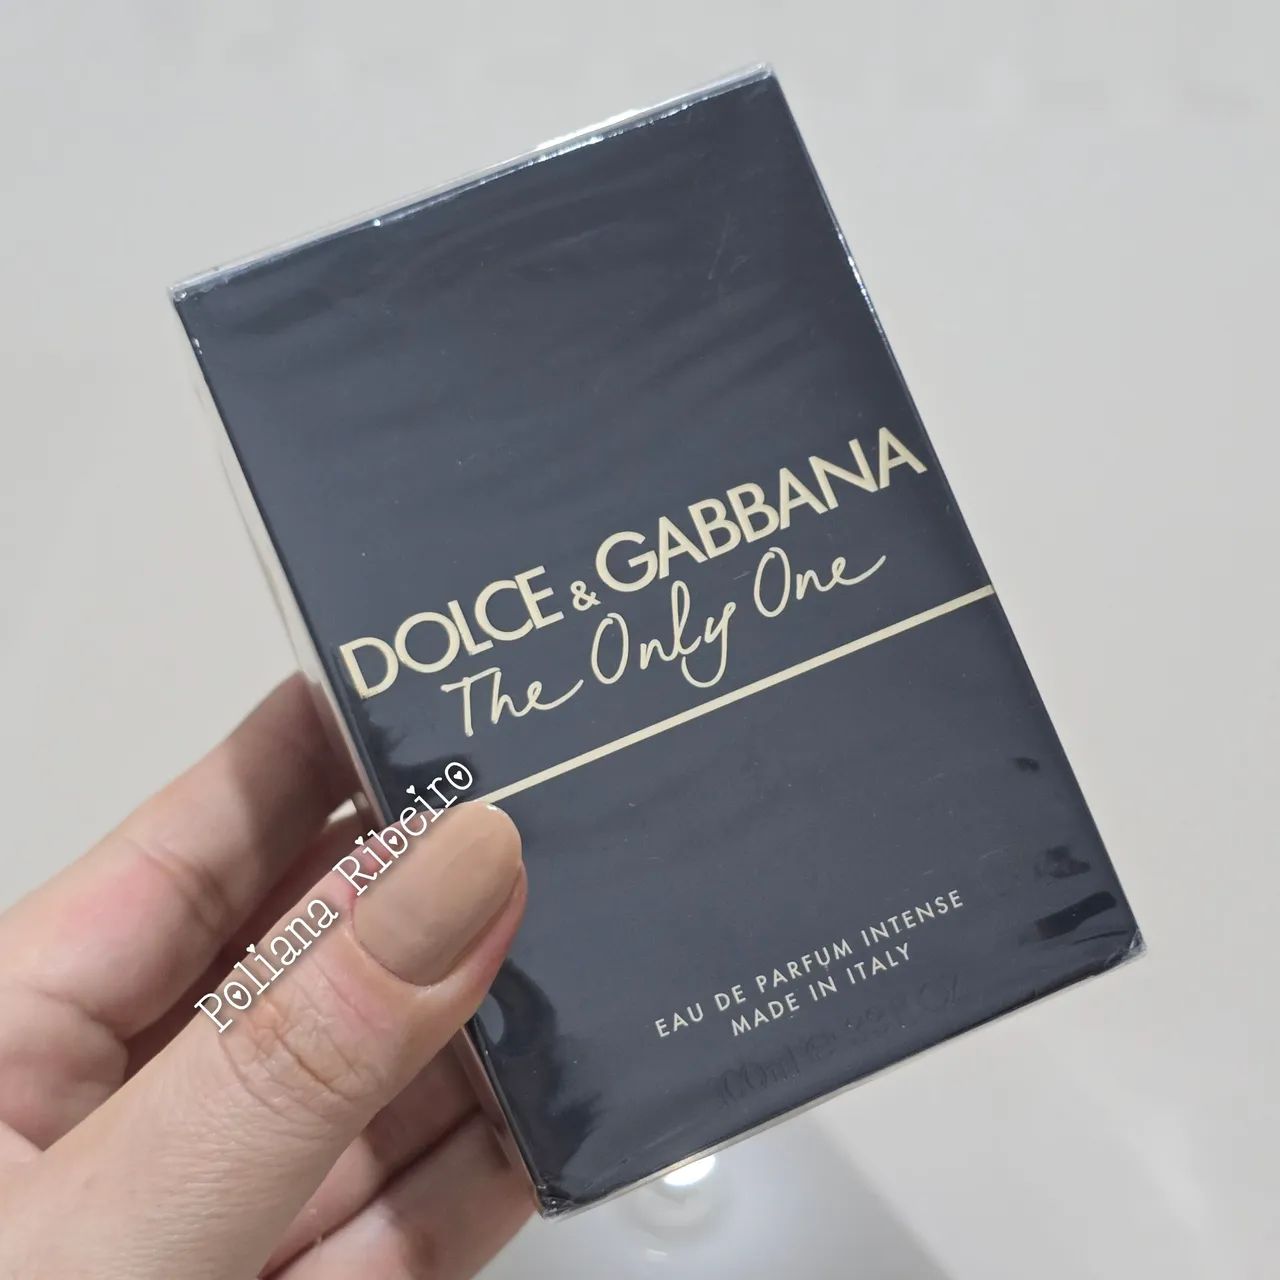 DOLCE & GABBANA
The Only One
Poliana Ribeiro
EAU DE PARFUM INTENSE
MADE IN ITALY